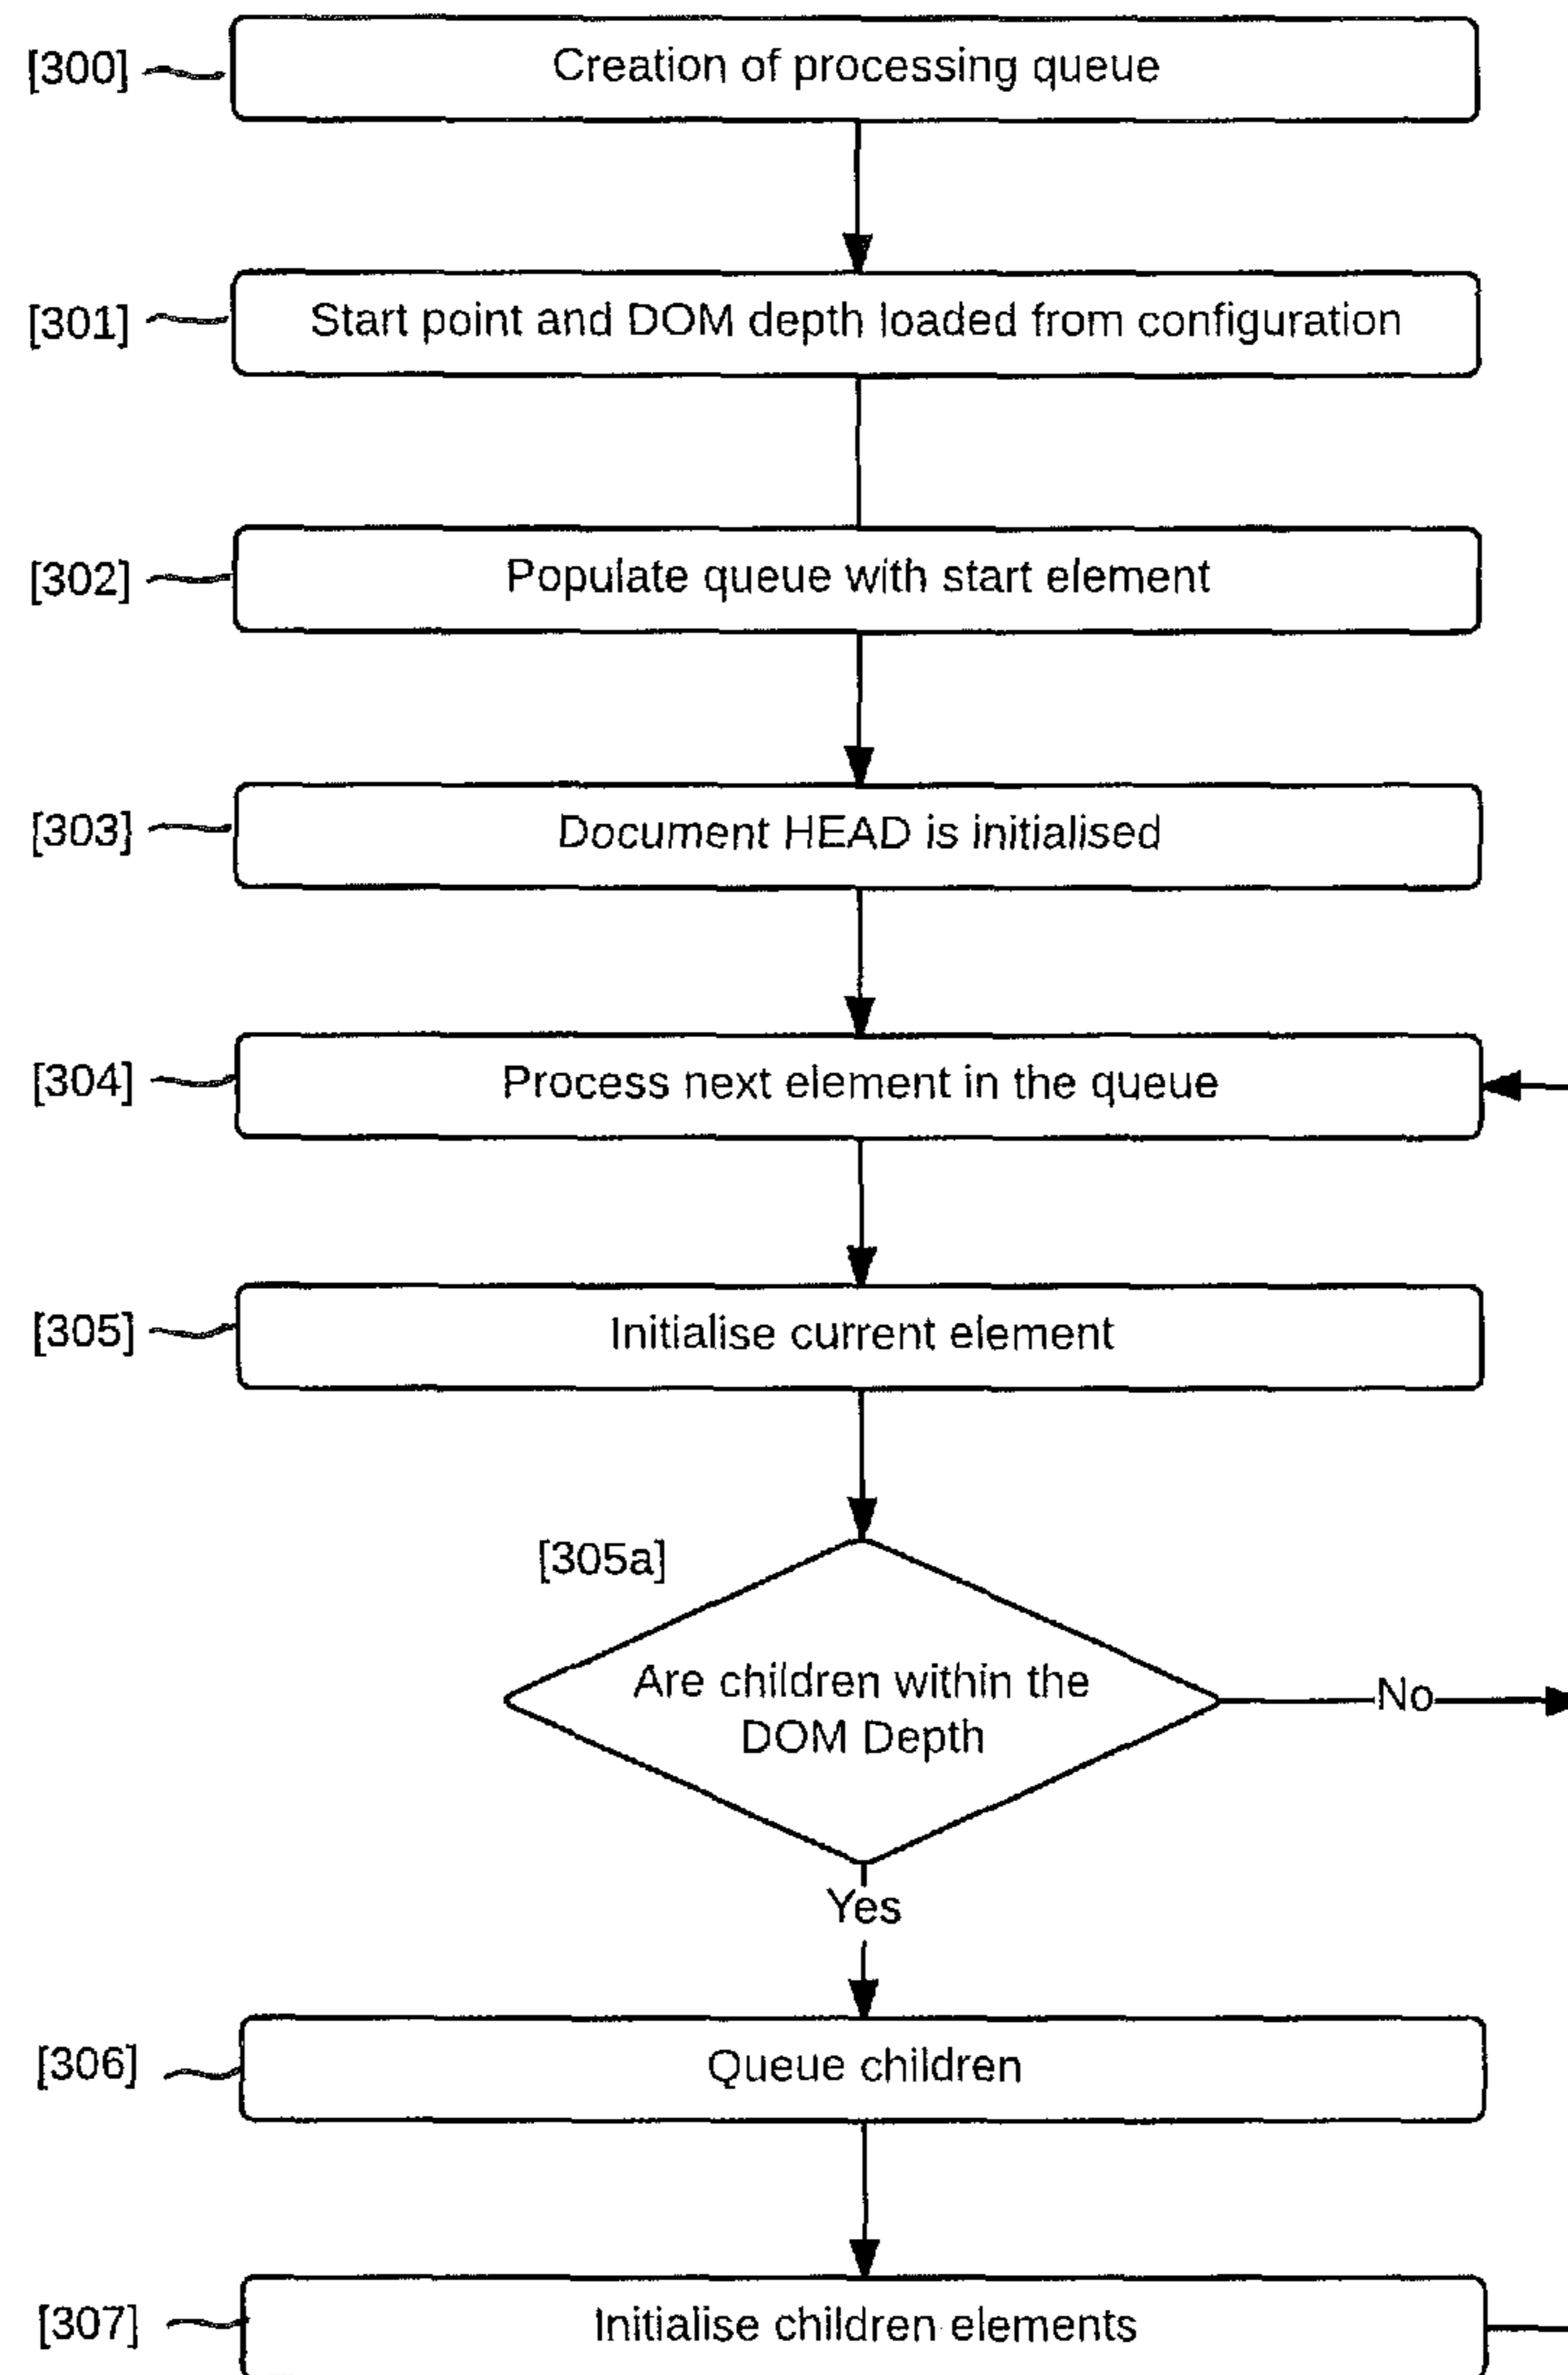 [300] Creation of processing queue
[301] Start point and DOM depth loaded from configuration
[302] Populate queue with start element
[303] Document HEAD is initialised
[304] Process next element in the queue
[305] Initialise current element
[305a]
Are children within the
DOM Depth
No
Yes
[306] Queue children
[307] Initialise children elements